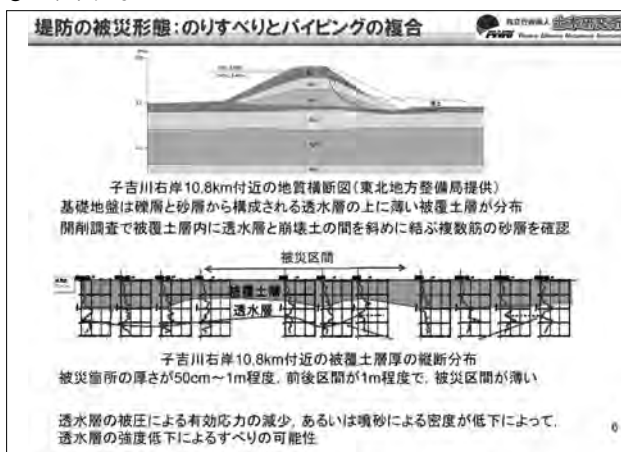 堤防の被災形態：のりすべりとパイピングの複合
子吉川右岸10.8km付近の地質横断図（東北地方整備局提供）
基礎地盤は礫層と砂層から構成される透水層の上に薄い被覆土層が分布
開削調査で被覆土層内に透水層と崩壊土の間を斜めに結ぶ複数筋の砂層を確認
被災区間
被覆土層
透水層
子吉川右岸10.8km付近の被覆土層厚の縦断分布
被災箇所の厚さが50cm～1m程度，前後区間が1m程度で，被災区間が薄い
透水層の被圧による有効応力の減少，あるいは噴砂による密度が低下によって，
透水層の強度低下によるすべりの可能性
6